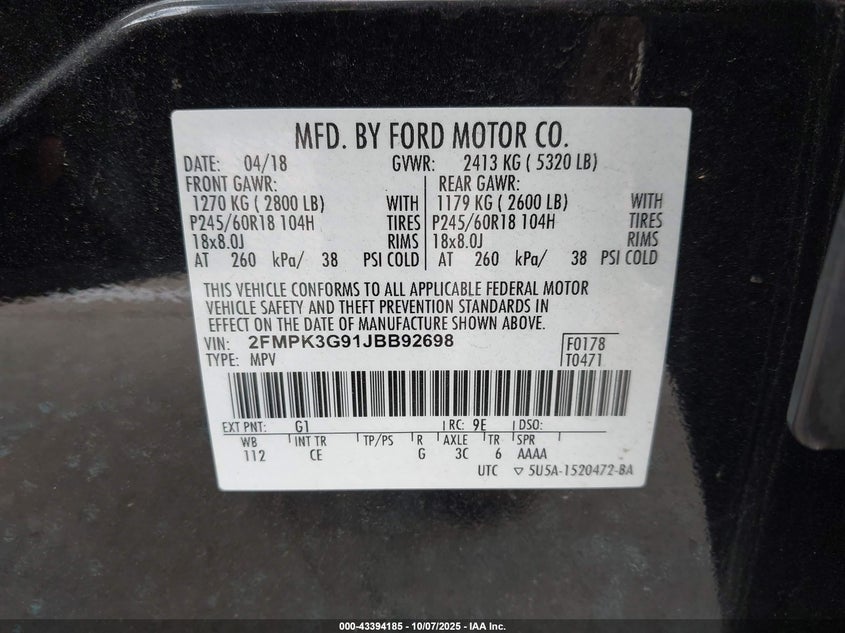 MFD. BY FORD MOTOR CO.
DATE: 04/18 GVWR: 2413 KG ( 5320 LB)
FRONT GAWR: REAR GAWR:
1270 KG ( 2800 LB) WITH 1179 KG ( 2600 LB) WITH
P245/60R18 104H TIRES P245/60R18 104H TIRES
18x8.0J RIMS 18x8.0J RIMS
AT 260 kPa/ 38 PSI COLD AT 260 kPa/ 38 PSI COLD
THIS VEHICLE CONFORMS TO ALL APPLICABLE FEDERAL MOTOR
VEHICLE SAFETY AND THEFT PREVENTION STANDARDS IN
EFFECT ON THE DATE OF MANUFACTURE SHOWN ABOVE.
VIN: 2FMPK3G91JBB92698 F0178
TYPE: MPV T0471
EXT PNT: G1 RC: 9E DSO:
WB INT TR TP/PS R AXLE TR SPR
112 CE G 3C 6 AAAA
UTC ▽ 5U5A-1520472-BA
000-43394185 - 10/07/2025 - IAA Inc.